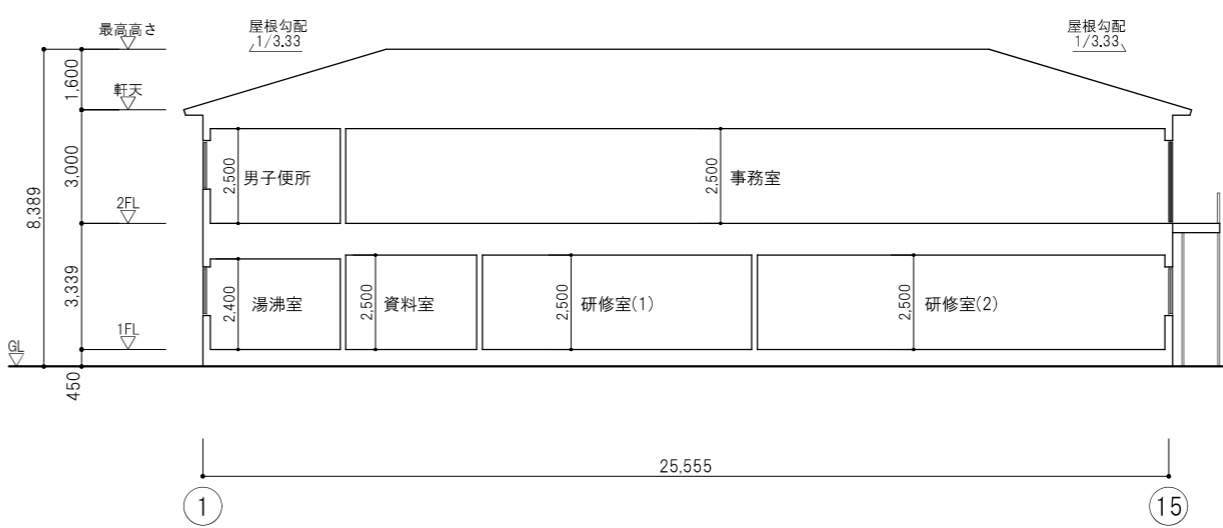 最高高さ
屋根勾配
1/3.33
屋根勾配
1/3.33
1,600
軒天
3,000
2,500
男子便所
2,500
事務室
8,389
2FL
3,339
2,400
湯沸室
2,500
資料室
2,500
研修室(1)
2,500
研修室(2)
1FL
GL
450
25,555
1
15